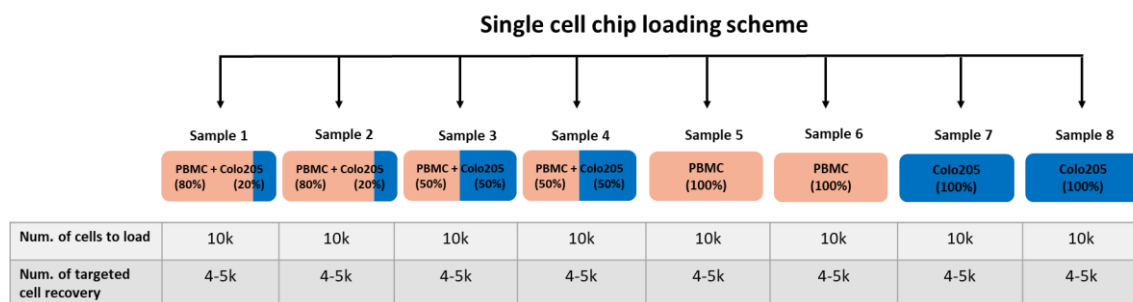 Single cell chip loading scheme
Sample 1 Sample 2 Sample 3 Sample 4 Sample 5 Sample 6 Sample 7 Sample 8
PBMC + Colo205 PBMC + Colo205 PBMC + Colo205 PBMC + Colo205 PBMC PBMC Colo205 Colo205
(80%) (20%) (80%) (20%) (50%) (50%) (50%) (50%) (100%) (100%) (100%) (100%)
Num. of cells to load 10k 10k 10k 10k 10k 10k 10k 10k
Num. of targeted 4-5k 4-5k 4-5k 4-5k 4-5k 4-5k 4-5k 4-5k
cell recovery